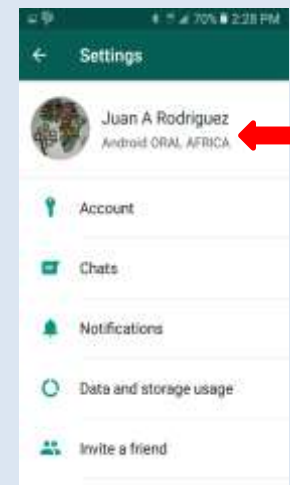 70% 2:28 PM
Settings
Juan A Rodriguez
Android ORAL AFRICA
Account
Chats
Notifications
Data and storage usage
Invite a friend